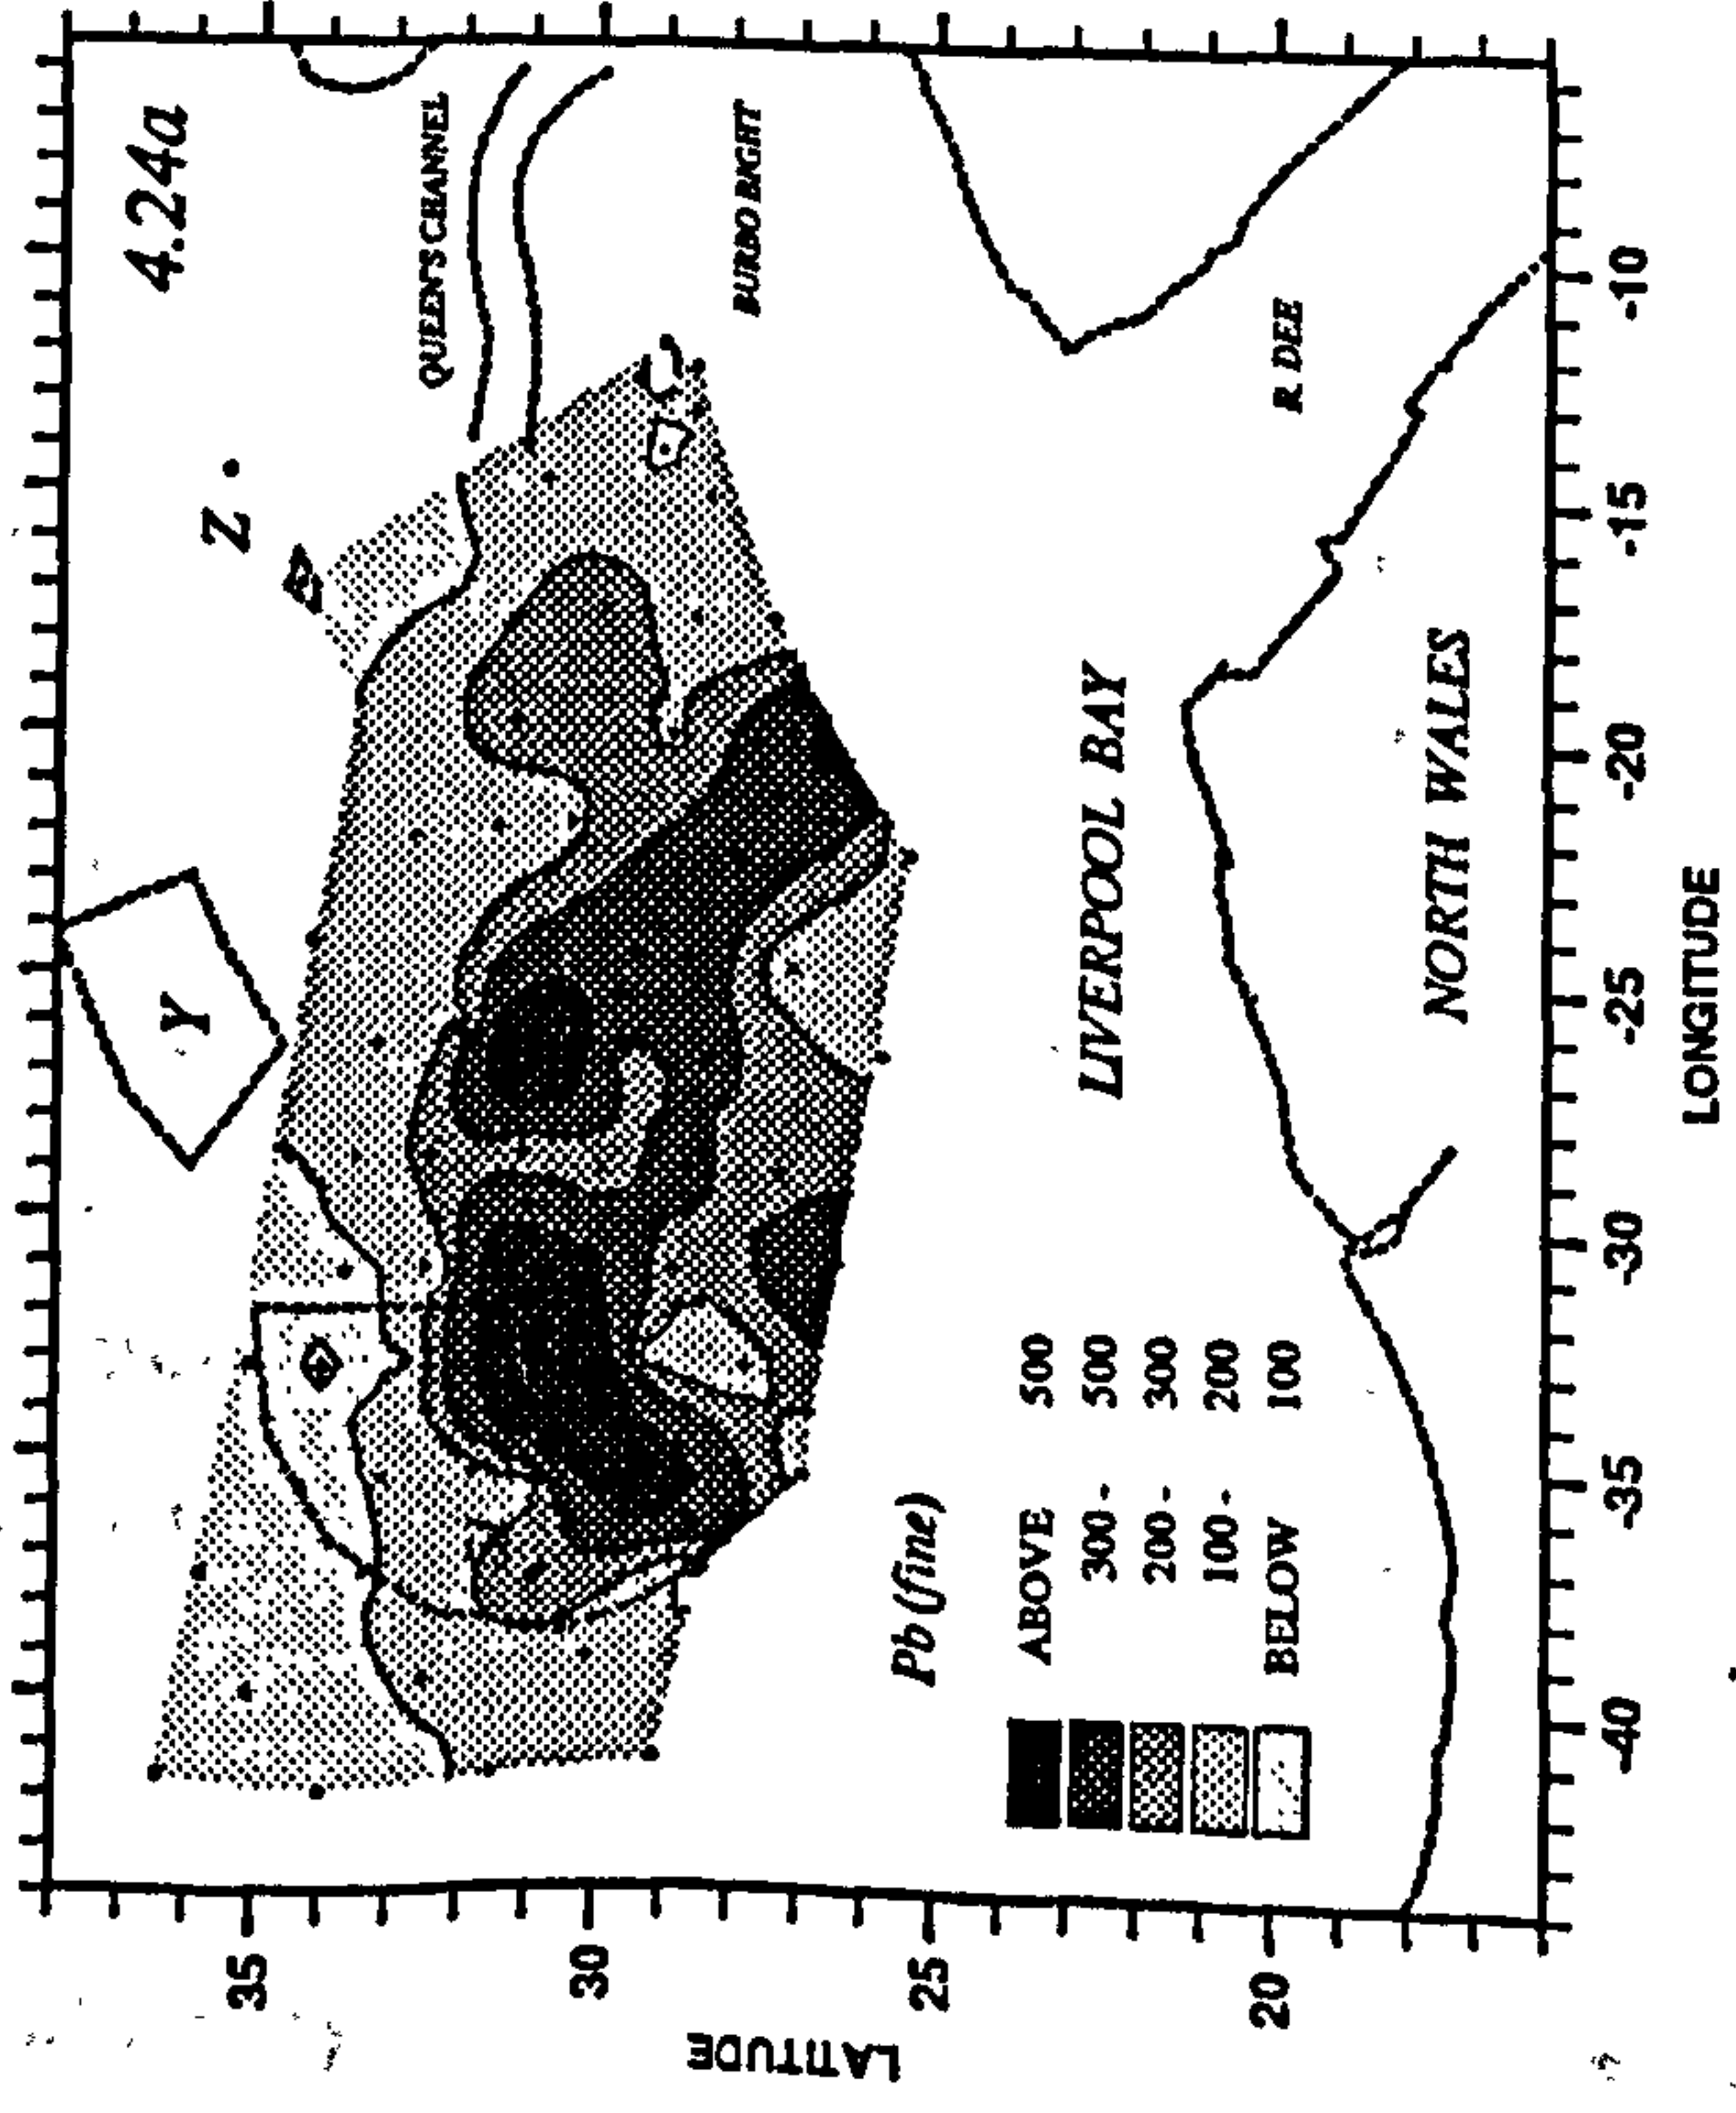 4.24a
Z
Y
QUEEN'S CHANNEL
BURBO BIGHT
R DEE
LIVERPOOL BAY
NORTH WALES
Pb (fine)
ABOVE 500
300 - 500
200 - 300
100 - 200
BELOW 100
LATITUDE
35
30
25
20
-40
-35
-30
-25
-20
-15
-10
LONGITUDE